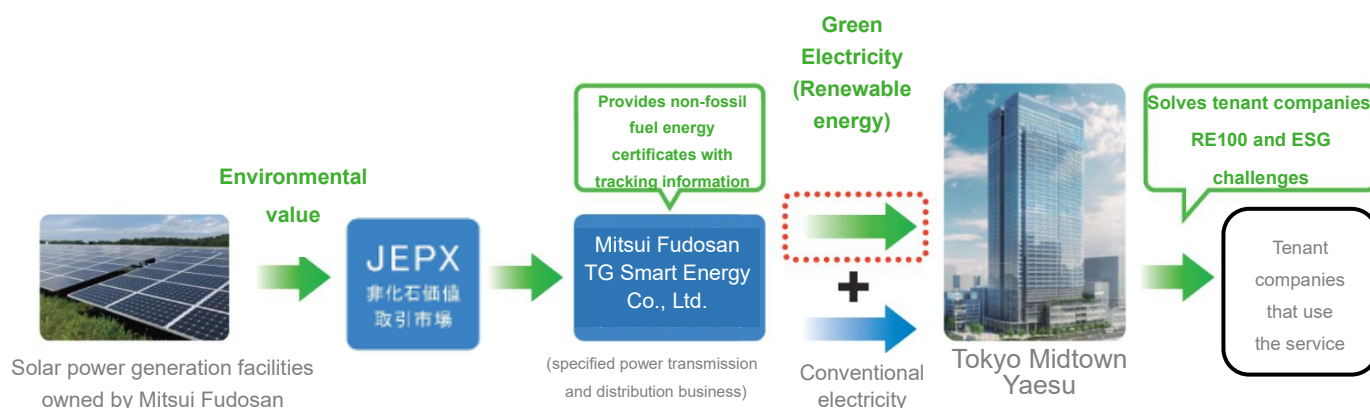 Environmental
value
Solar power generation facilities
owned by Mitsui Fudosan
JEPX
非化石価値
取引市場
Provides non-fossil
fuel energy
certificates with
tracking information
Mitsui Fudosan
TG Smart Energy
Co., Ltd.
(specified power transmission
and distribution business)
Green
Electricity
(Renewable
energy)
+
Conventional
electricity
Tokyo Midtown
Yaesu
Solves tenant companies
RE100 and ESG
challenges
Tenant
companies
that use
the service